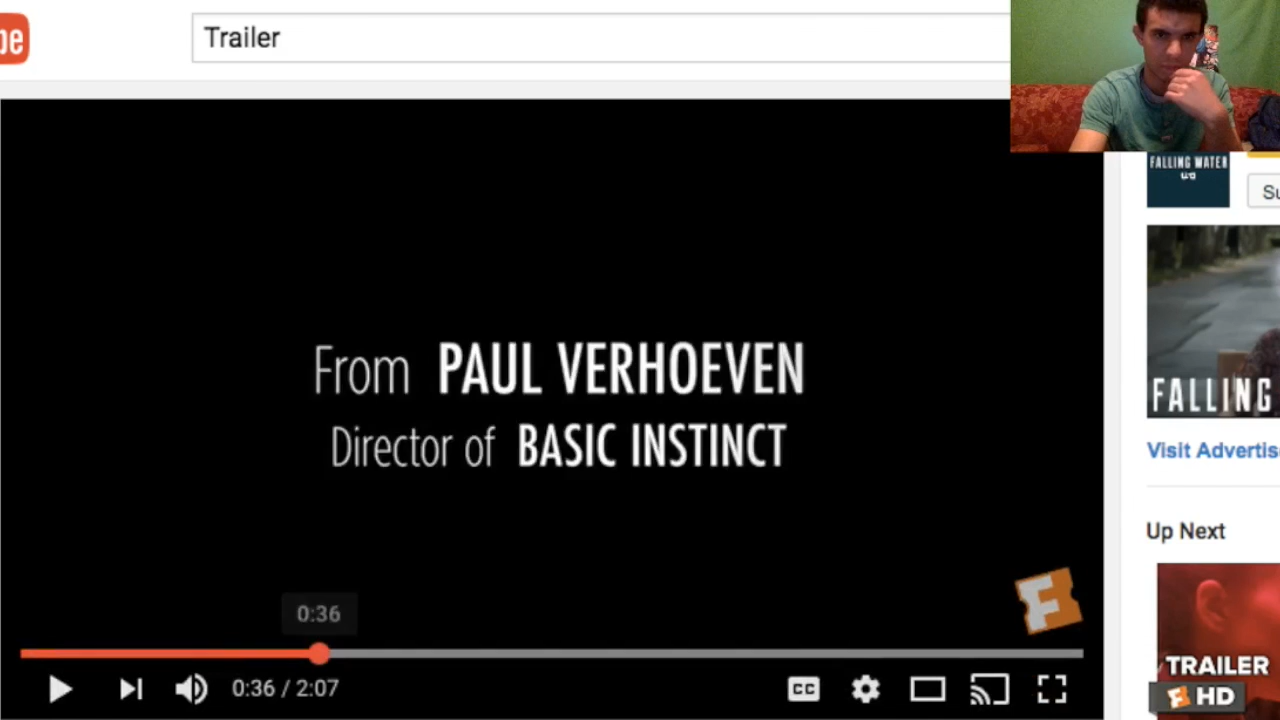 be
Trailer
From PAUL VERHOEVEN
Director of BASIC INSTINCT
0:36
0:36 / 2:07
CC
FALLING WATER
Su
FALLING
Visit Advertis
Up Next
TRAILER
F HD
F